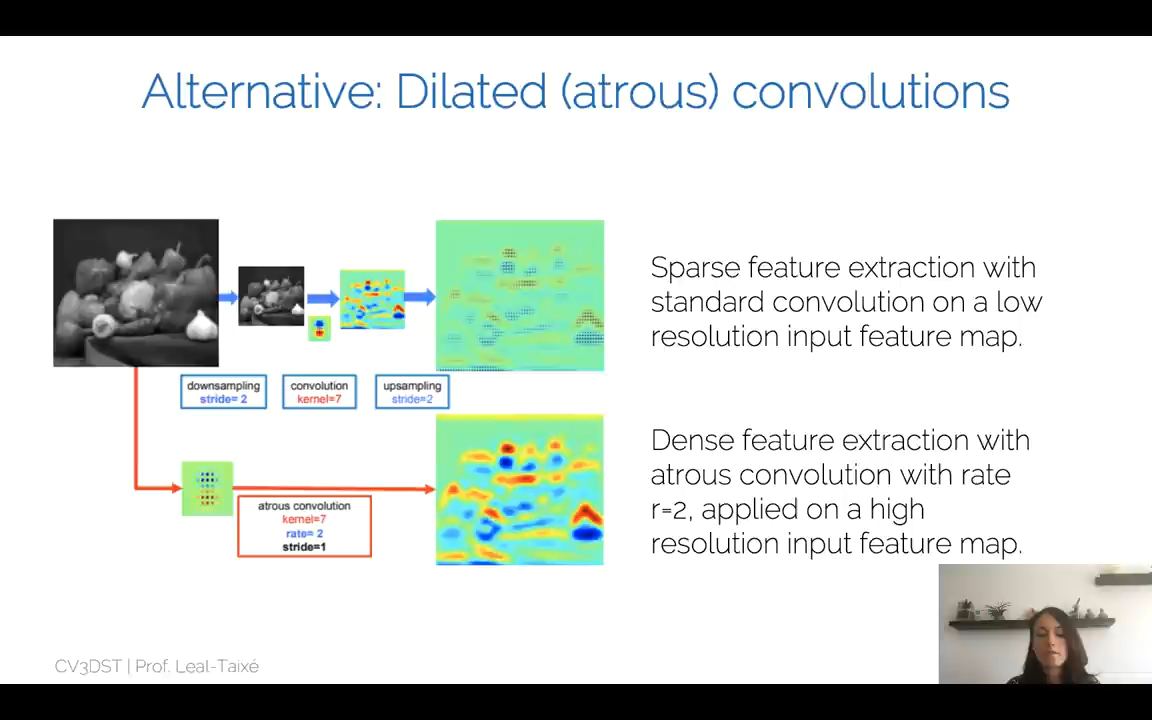 Alternative: Dilated (atrous) convolutions
downsampling
stride= 2
convolution
kernel=7
upsampling
stride=2
Sparse feature extraction with
standard convolution on a low
resolution input feature map.
atrous convolution
kernel=7
rate= 2
stride=1
Dense feature extraction with
atrous convolution with rate
r=2, applied on a high
resolution input feature map.
CV3DST | Prof. Leal-Taixé